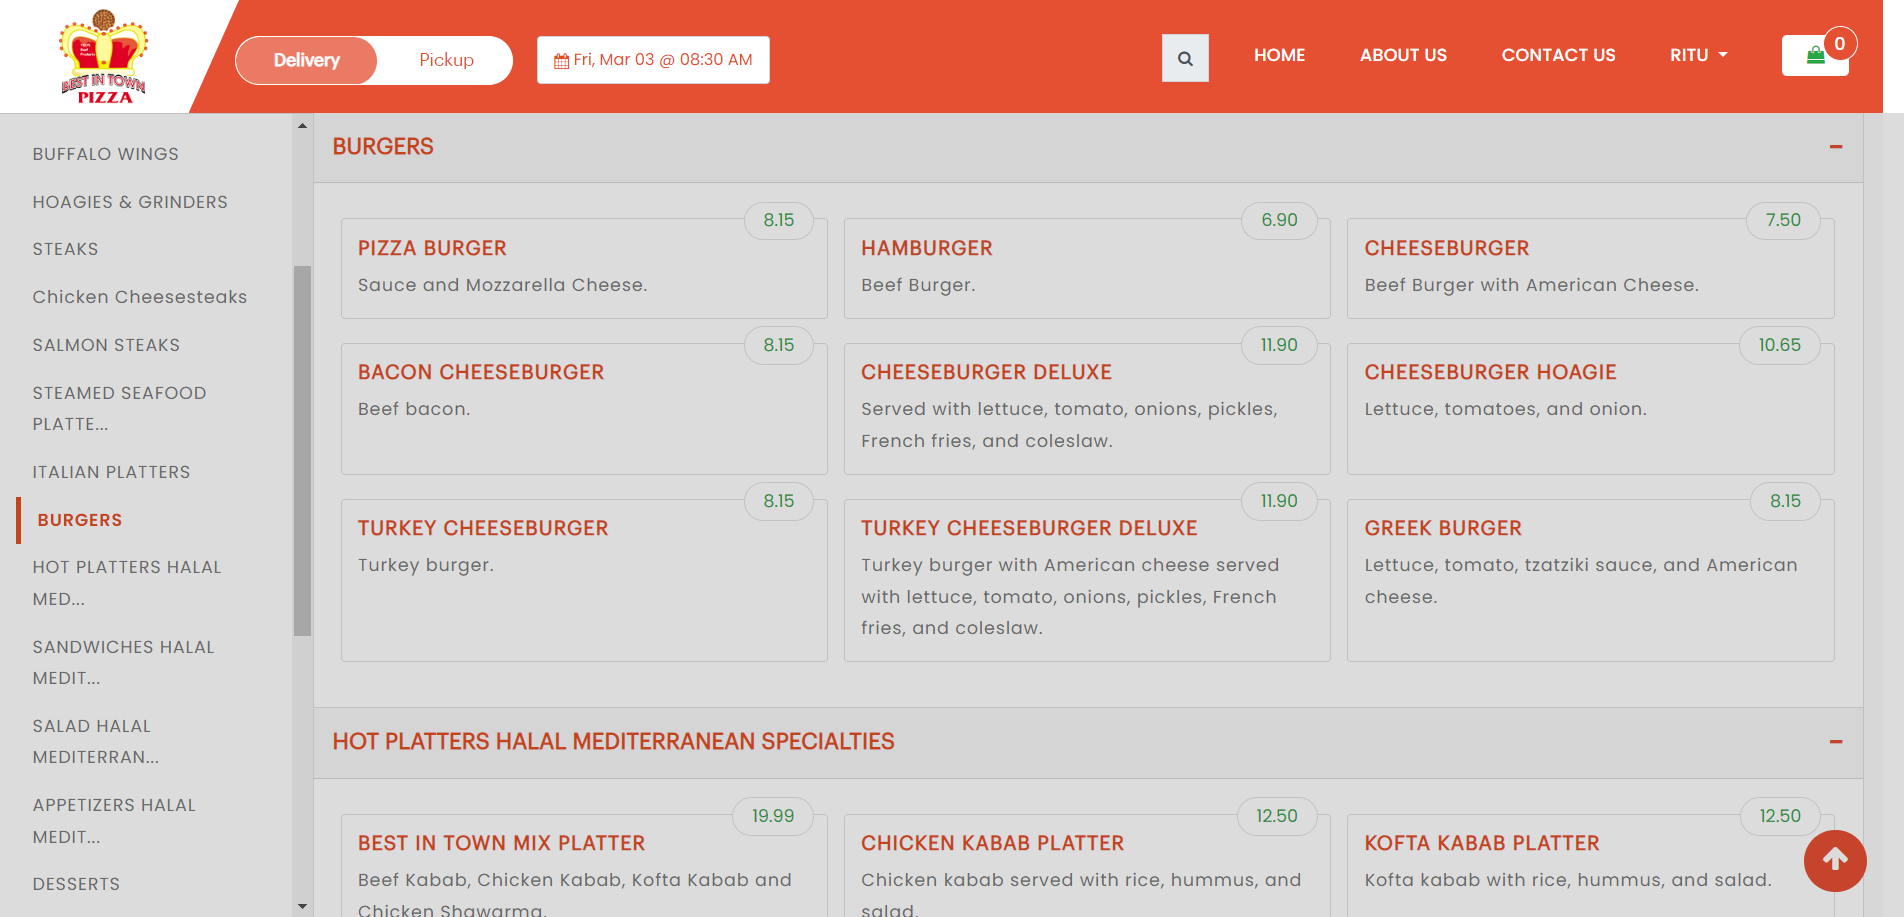 BEST IN TOWN
PIZZA
Delivery
Pickup
Fri, Mar 03 @ 08:30 AM
HOME
ABOUT US
CONTACT US
RITU
0
BUFFALO WINGS
HOAGIES & GRINDERS
STEAKS
Chicken Cheesesteaks
SALMON STEAKS
STEAMED SEAFOOD
PLATTE...
ITALIAN PLATTERS
BURGERS
HOT PLATTERS HALAL
MED...
SANDWICHES HALAL
MEDIT...
SALAD HALAL
MEDITERRAN...
APPETIZERS HALAL
MEDIT...
DESSERTS
BURGERS
8.15
PIZZA BURGER
Sauce and Mozzarella Cheese.
6.90
HAMBURGER
Beef Burger.
7.50
CHEESEBURGER
Beef Burger with American Cheese.
8.15
BACON CHEESEBURGER
Beef bacon.
11.90
CHEESEBURGER DELUXE
Served with lettuce, tomato, onions, pickles,
French fries, and coleslaw.
10.65
CHEESEBURGER HOAGIE
Lettuce, tomatoes, and onion.
8.15
TURKEY CHEESEBURGER
Turkey burger.
11.90
TURKEY CHEESEBURGER DELUXE
Turkey burger with American cheese served
with lettuce, tomato, onions, pickles, French
fries, and coleslaw.
8.15
GREEK BURGER
Lettuce, tomato, tzatziki sauce, and American
cheese.
HOT PLATTERS HALAL MEDITERRANEAN SPECIALTIES
19.99
BEST IN TOWN MIX PLATTER
Beef Kabab, Chicken Kabab, Kofta Kabab and
Chicken Shawarma.
12.50
CHICKEN KABAB PLATTER
Chicken kabab served with rice, hummus, and
salad.
12.50
KOFTA KABAB PLATTER
Kofta kabab with rice, hummus, and salad.